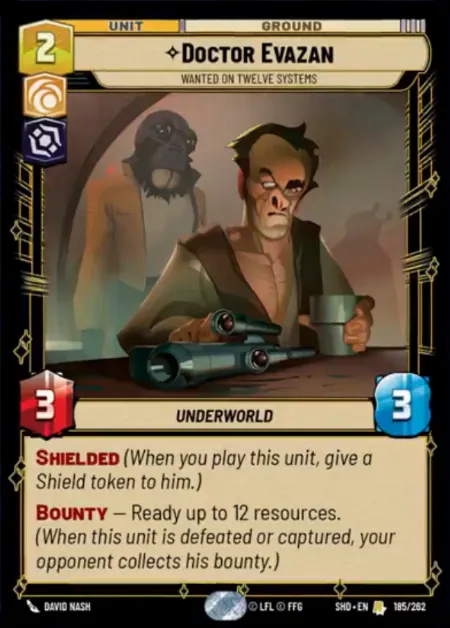 UNIT
GROUND
2
DOCTOR EVAZAN
WANTED ON TWELVE SYSTEMS
3
UNDERWORLD
3
SHIELDED (When you play this unit, give a
Shield token to him.)
BOUNTY — Ready up to 12 resources.
(When this unit is defeated or captured, your
opponent collects his bounty.)
DAVID NASH
© LFL © FFG
SHD • EN
185/262